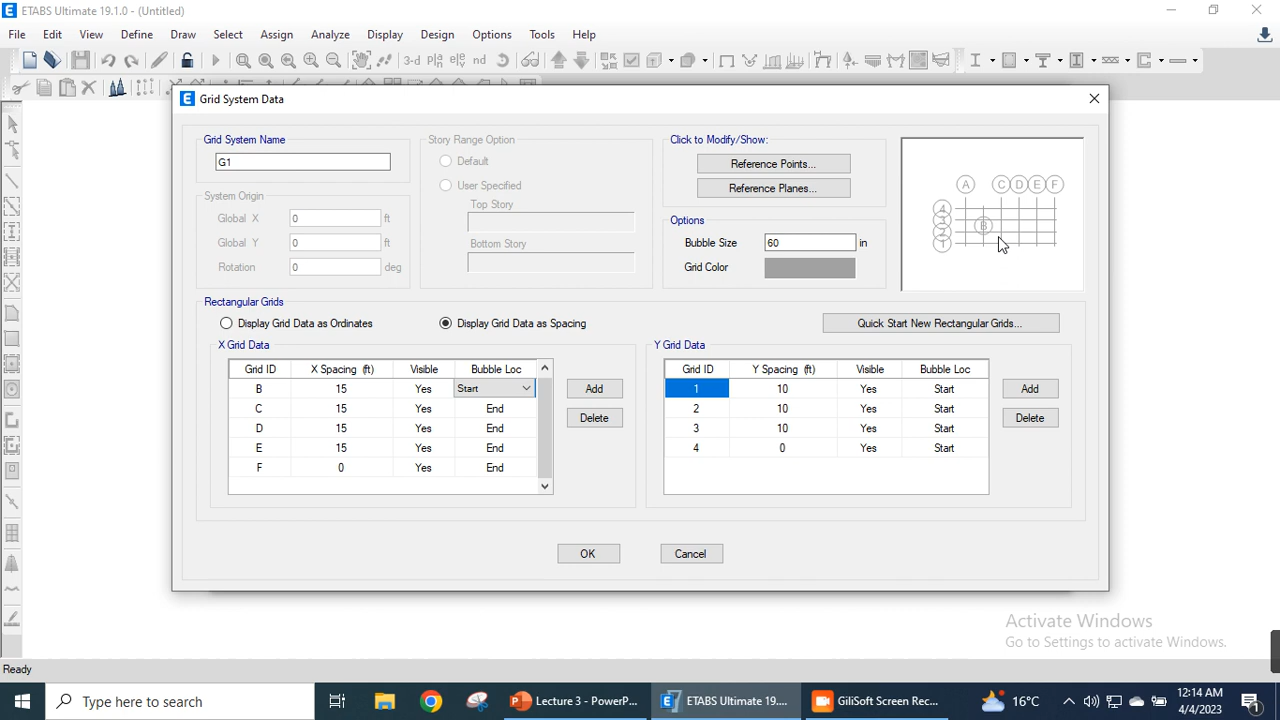 ETABS Ultimate 19.1.0 - (Untitled)
File Edit View Define Draw Select Assign Analyze Display Design Options Tools Help
3-d nd
Grid System Data
Grid System Name Story Range Option Click to Modify/Show:
G1 Default Reference Points...
User Specified Reference Planes...
System Origin Top Story
Global X 0 ft Options
Global Y 0 ft Bottom Story Bubble Size 60 in
Rotation 0 deg Grid Color
A C D E F
4
3 B
2
1
Rectangular Grids
Display Grid Data as Ordinates Display Grid Data as Spacing Quick Start New Rectangular Grids...
X Grid Data Y Grid Data
Grid ID X Spacing (ft) Visible Bubble Loc Grid ID Y Spacing (ft) Visible Bubble Loc
B 15 Yes Start Add 1 10 Yes Start Add
C 15 Yes End Delete 2 10 Yes Start Delete
D 15 Yes End 3 10 Yes Start
E 15 Yes End 4 0 Yes Start
F 0 Yes End
OK Cancel
Activate Windows
Go to Settings to activate Windows.
Ready
Type here to search Lecture 3 - PowerP... ETABS Ultimate 19.... GiliSoft Screen Rec... 16°C 12:14 AM
4/4/2023 1